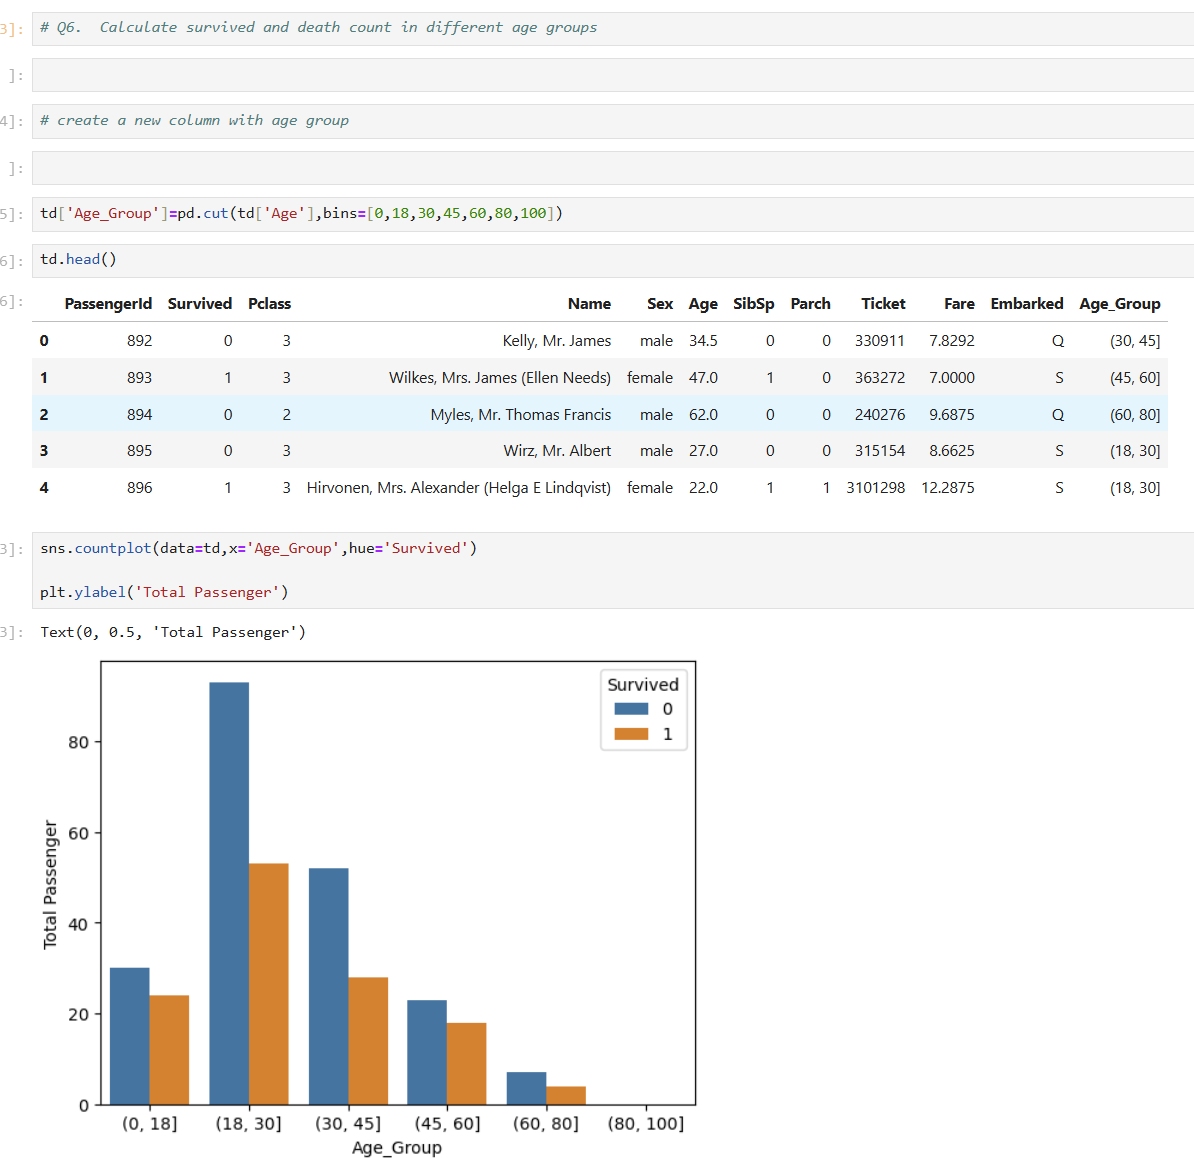 3]: # Q6.  Calculate survived and death count in different age groups
]:
4]: # create a new column with age group
]:
5]: td['Age_Group']=pd.cut(td['Age'],bins=[0,18,30,45,60,80,100])
6]: td.head()
6]: PassengerId Survived Pclass Name Sex Age SibSp Parch Ticket Fare Embarked Age_Group
0 892 0 3 Kelly, Mr. James male 34.5 0 0 330911 7.8292 Q (30, 45]
1 893 1 3 Wilkes, Mrs. James (Ellen Needs) female 47.0 1 0 363272 7.0000 S (45, 60]
2 894 0 2 Myles, Mr. Thomas Francis male 62.0 0 0 240276 9.6875 Q (60, 80]
3 895 0 3 Wirz, Mr. Albert male 27.0 0 0 315154 8.6625 S (18, 30]
4 896 1 3 Hirvonen, Mrs. Alexander (Helga E Lindqvist) female 22.0 1 1 3101298 12.2875 S (18, 30]
3]: sns.countplot(data=td,x='Age_Group',hue='Survived')
plt.ylabel('Total Passenger')
3]: Text(0, 0.5, 'Total Passenger')
Survived
0
1
80
60
40
20
0
Total Passenger
(0, 18] (18, 30] (30, 45] (45, 60] (60, 80] (80, 100]
Age_Group